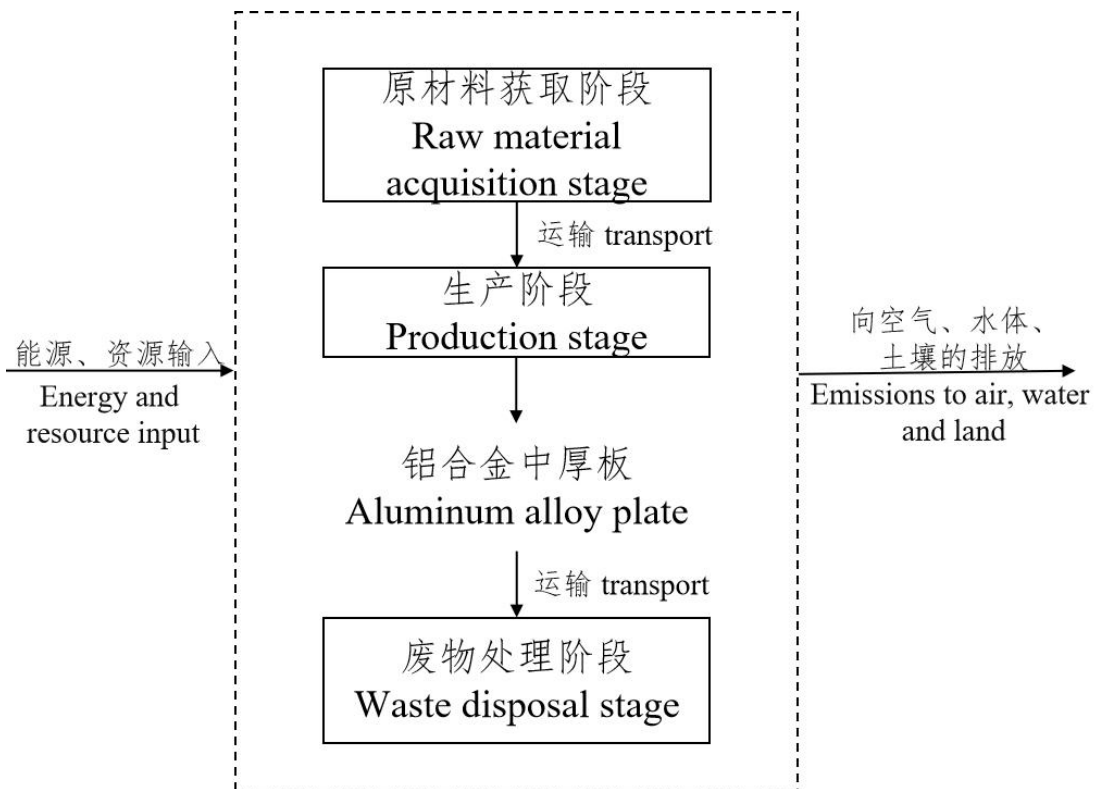 原材料获取阶段
Raw material
acquisition stage
运输 transport
生产阶段
Production stage
能源、资源输入
Energy and
resource input
向空气、水体、
土壤的排放
Emissions to air, water
and land
铝合金中厚板
Aluminum alloy plate
运输 transport
废物处理阶段
Waste disposal stage